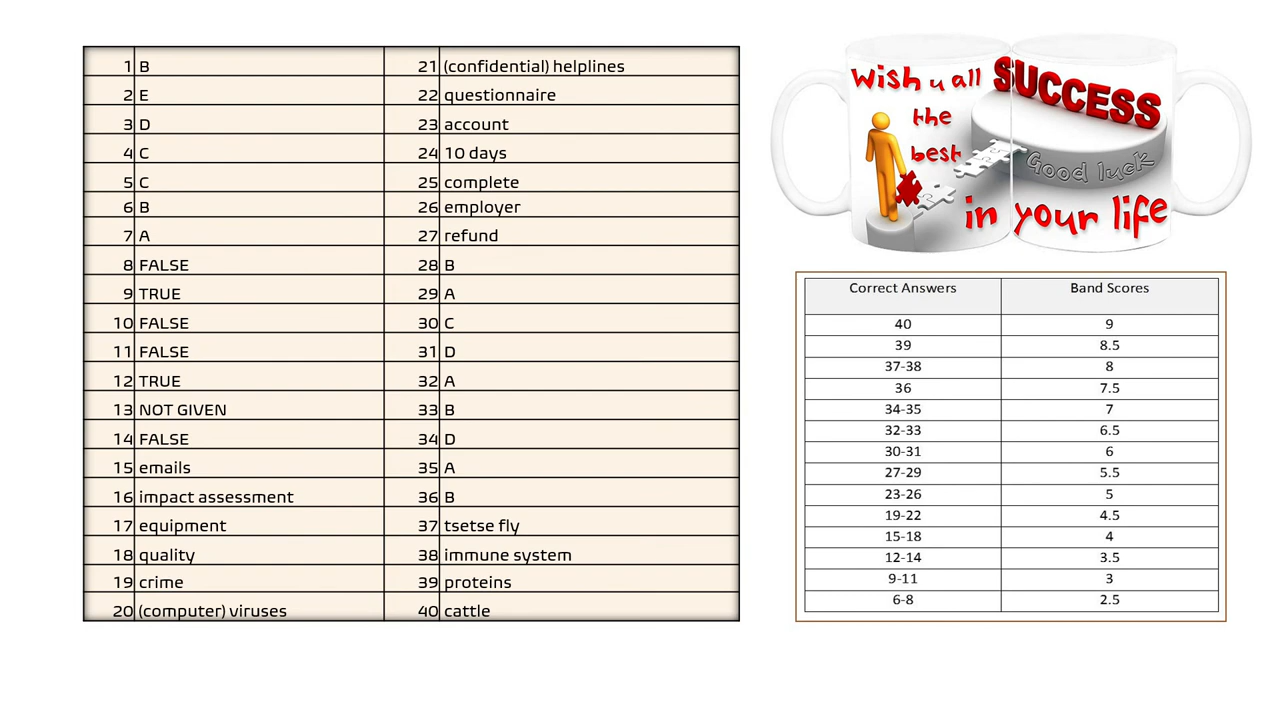 1 B 21 (confidential) helplines
2 E 22 questionnaire
3 D 23 account
4 C 24 10 days
5 C 25 complete
6 B 26 employer
7 A 27 refund
8 FALSE 28 B
9 TRUE 29 A
10 FALSE 30 C
11 FALSE 31 D
12 TRUE 32 A
13 NOT GIVEN 33 B
14 FALSE 34 D
15 emails 35 A
16 impact assessment 36 B
17 equipment 37 tsetse fly
18 quality 38 immune system
19 crime 39 proteins
20 (computer) viruses 40 cattle
Wish u all SUCCESS
the
best Good luck
in your life
Correct Answers Band Scores
40 9
39 8.5
37-38 8
36 7.5
34-35 7
32-33 6.5
30-31 6
27-29 5.5
23-26 5
19-22 4.5
15-18 4
12-14 3.5
9-11 3
6-8 2.5